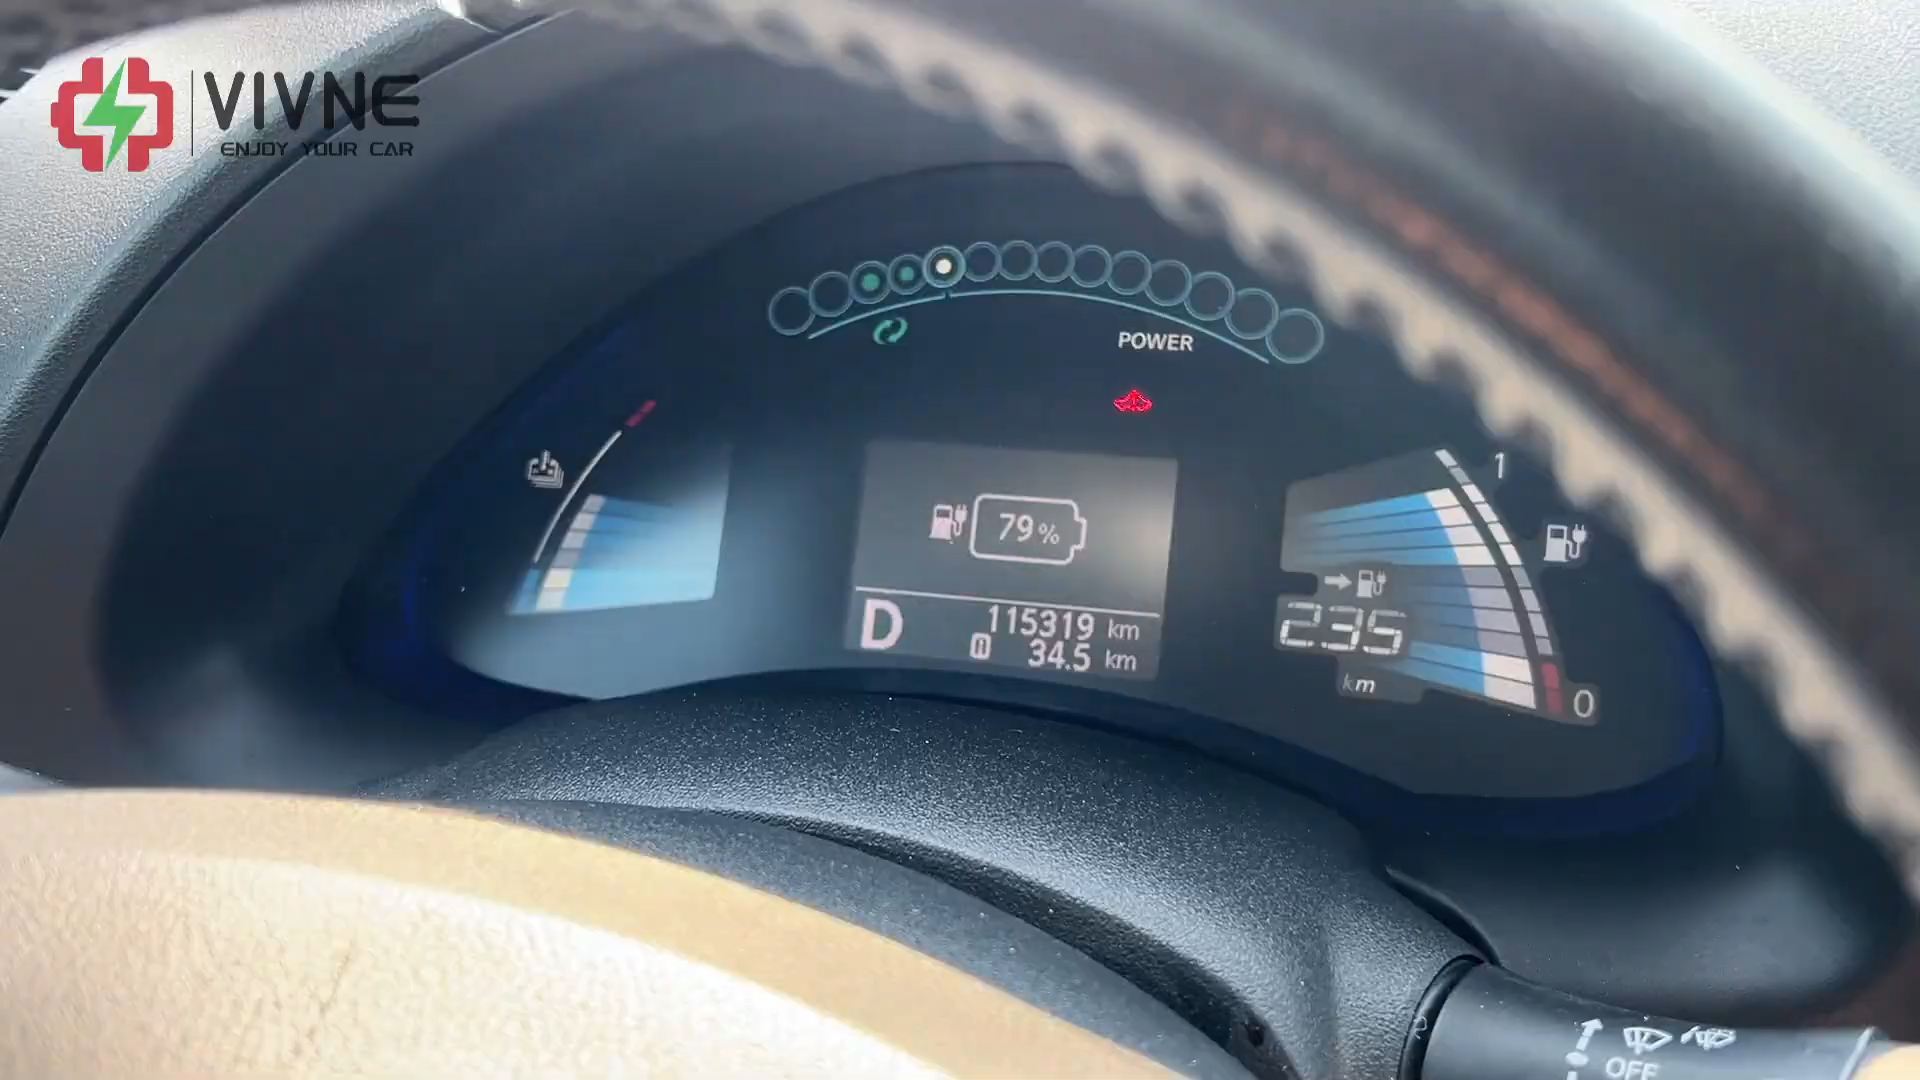 VIVNE
ENJOY YOUR CAR
POWER
79%
D
115319 km
34.5 km
1
235
km
0
OFF